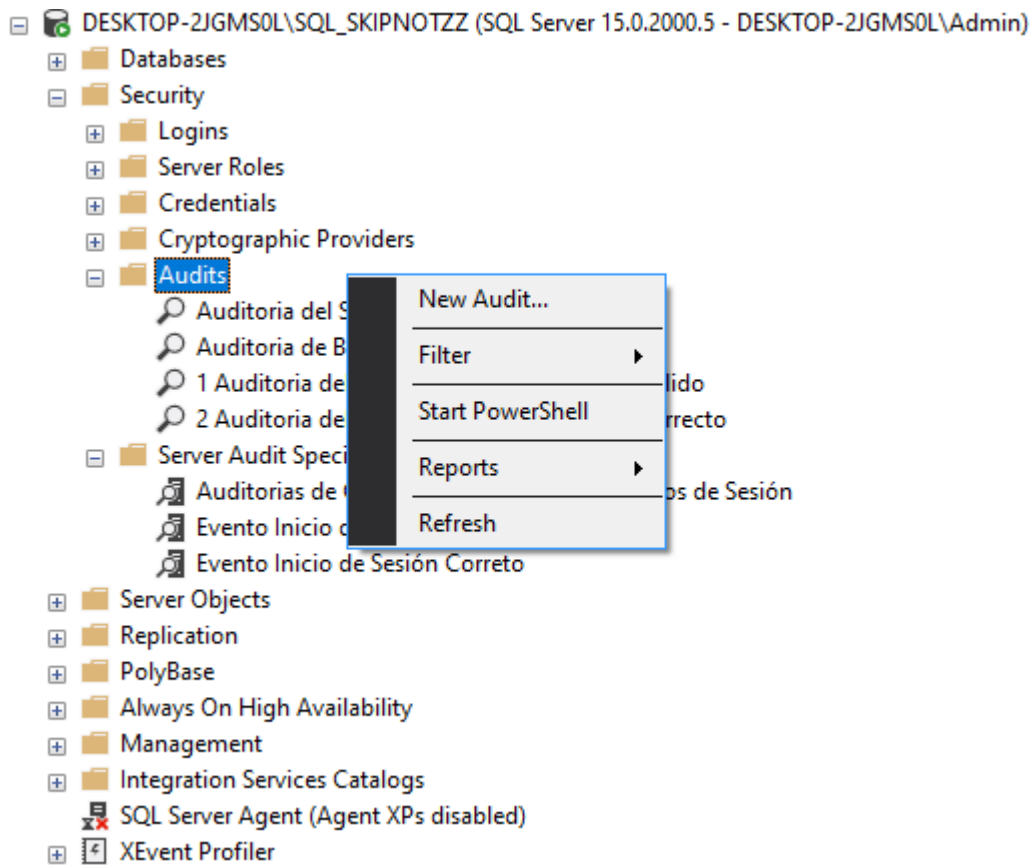 DESKTOP-2JGMS0L\SQL_SKIPNOTZZ (SQL Server 15.0.2000.5 - DESKTOP-2JGMS0L\Admin)
Databases
Security
Logins
Server Roles
Credentials
Cryptographic Providers
Audits
New Audit...
Auditoria del
Filter
Auditoria de B
1 Auditoria de
Start PowerShell
2 Auditoria de
Server Audit Speci
Reports
Auditorias de os de Sesión
Refresh
Evento Inicio
Evento Inicio de Sesión Correto
Server Objects
Replication
PolyBase
Always On High Availability
Management
Integration Services Catalogs
SQL Server Agent (Agent XPs disabled)
XEvent Profiler